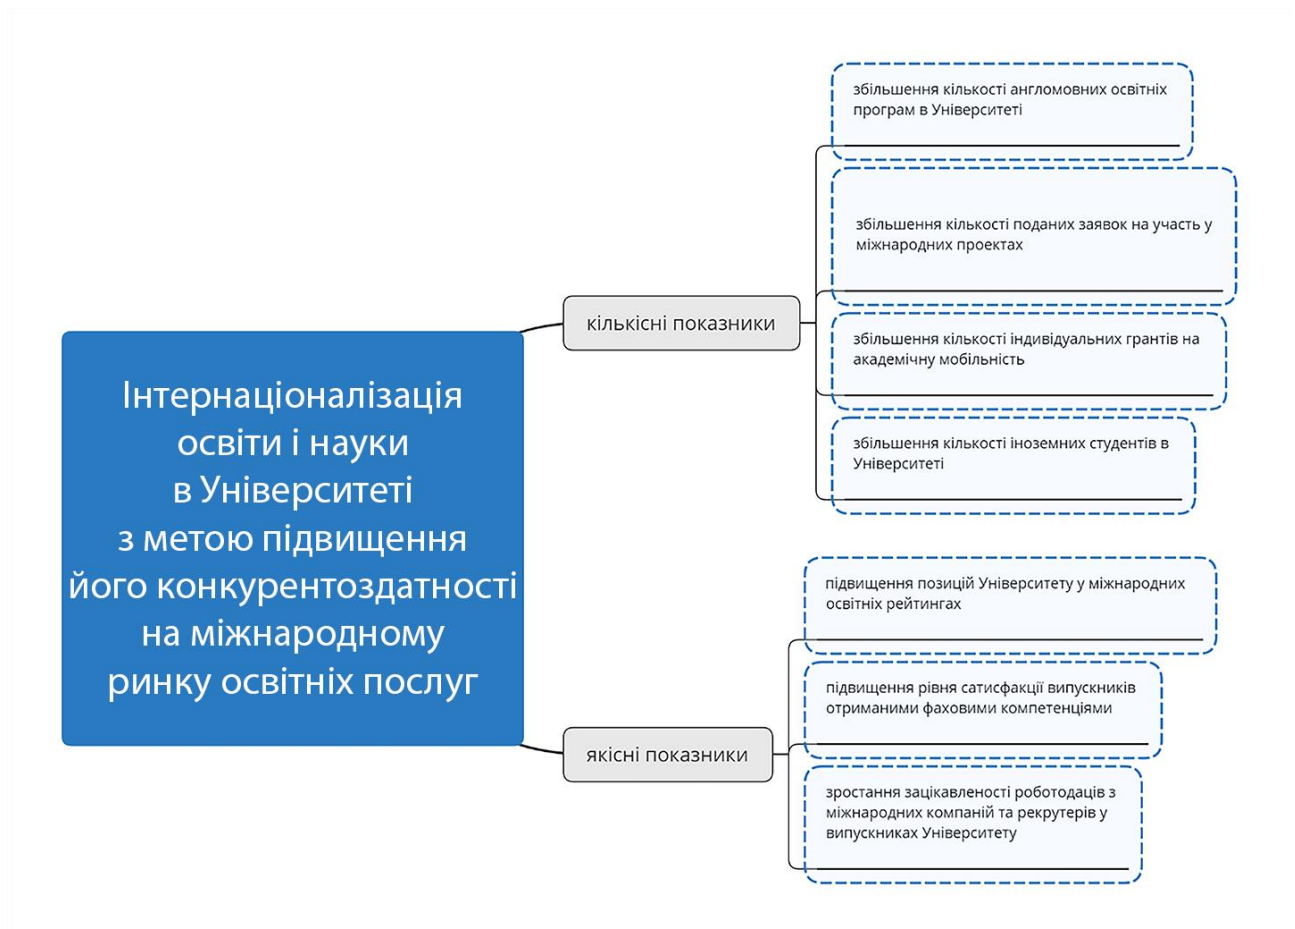 Інтернаціоналізація
освіти і науки
в Університеті
з метою підвищення
його конкурентоздатності
на міжнародному
ринку освітніх послуг
кількісні показники
збільшення кількості англомовних освітніх
програм в Університеті
збільшення кількості поданих заявок на участь у
міжнародних проектах
збільшення кількості індивідуальних грантів на
академічну мобільність
збільшення кількості іноземних студентів в
Університеті
якісні показники
підвищення позицій Університету у міжнародних
освітніх рейтингах
підвищення рівня сатисфакції випускників
отриманими фаховими компетенціями
зростання зацікавленості роботодаців з
міжнародних компаній та рекрутерів у
випускниках Університету